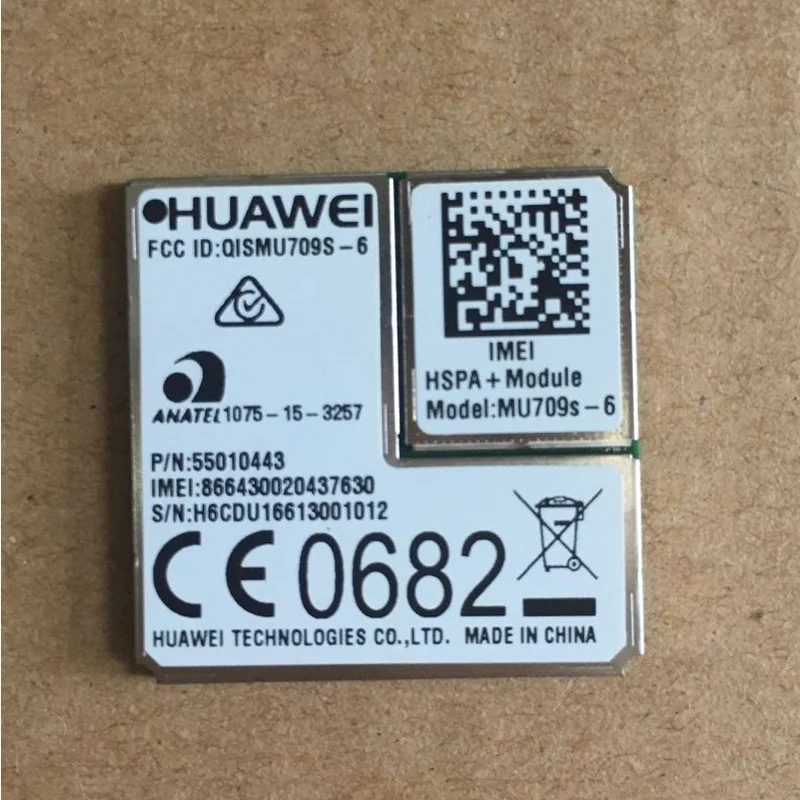 HUAWEI
FCC ID:QISMU709S-6
ANATEL1075-15-3257
IMEI
HSPA+Module
Model:MU709s-6
P/N:55010443
IMEI:866430020437630
S/N:H6CDU16613001012
CE0682
HUAWEI TECHNOLOGIES CO.,LTD. MADE IN CHINA